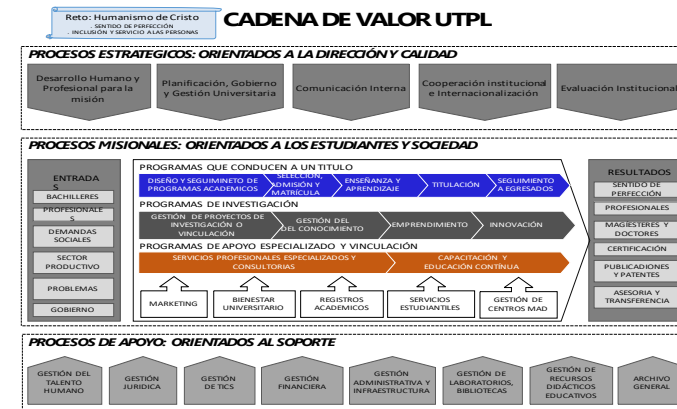 Reto: Humanismo de Cristo
. SENTIDO DE PERFECCIÓN
. INCLUSIÓN Y SERVICIO A LAS PERSONAS
CADENA DE VALOR UTPL
PROCESOS ESTRATEGICOS: ORIENTADOS A LA DIRECCIÓN Y CALIDAD
Desarrollo Humano y
Profesional para la
misión
Planificación, Gobierno
y Gestión Universitaria
Comunicación Interna
Cooperación institucional
e Internacionalización
Evaluación Institucional
PROCESOS MISIONALES: ORIENTADOS A LOS ESTUDIANTES Y SOCIEDAD
ENTRADA
S
BACHILLERES
PROFESIONALE
S
DEMANDAS
SOCIALES
SECTOR
PRODUCTIVO
PROBLEMAS
GOBIERNO
PROGRAMAS QUE CONDUCEN A UN TITULO
DISEÑO Y SEGUIMINETO DE
PROGRAMAS ACADEMICOS
SELECCIÓN,
ADMISIÓN Y
MATRÍCULA
ENSEÑANZA Y
APRENDIZAJE
TITULACIÓN
SEGUIMIENTO
A EGRESADOS
PROGRAMAS DE INVESTIGACIÓN
GESTIÓN DE PROYECTOS DE
INVESTIGACIÓN O
VINCULACIÓN
GESTIÓN DEL
DEL CONOCIMIENTO
EMPRENDIMIENTO
INNOVACIÓN
PROGRAMAS DE APOYO ESPECIALIZADO Y VINCULACIÓN
SERVICIOS PROFESIONALES ESPECIALIZADOS Y
CONSULTORIAS
CAPACITACIÓN Y
EDUCACIÓN CONTÍNUA
MARKETING
BIENESTAR
UNIVERSITARIO
REGISTROS
ACADEMICOS
SERVICIOS
ESTUDIANTILES
GESTIÓN DE
CENTROS MAD
RESULTADOS
SENTIDO DE
PERFECCIÓN
PROFESIONALES
MAGIESTERES Y
DOCTORES
CERTIFICACIÓN
PUBLICADIONES
Y PATENTES
ASESORIA Y
TRANSFERENCIA
PROCESOS DE APOYO: ORIENTADOS AL SOPORTE
GESTIÓN DEL
TALENTO
HUMANO
GESTIÓN
JURIDICA
GESTIÓN
DE TICS
GESTIÓN
FINANCIERA
GESTIÓN
ADMINISTRATIVA Y
INFRAESTRUCTURA
GESTIÓN DE
LABORATORIOS,
BIBLIOTECAS
GESTIÓN DE
RECURSOS
DIDÁCTICOS
EDUCATIVOS
ARCHIVO
GENERAL